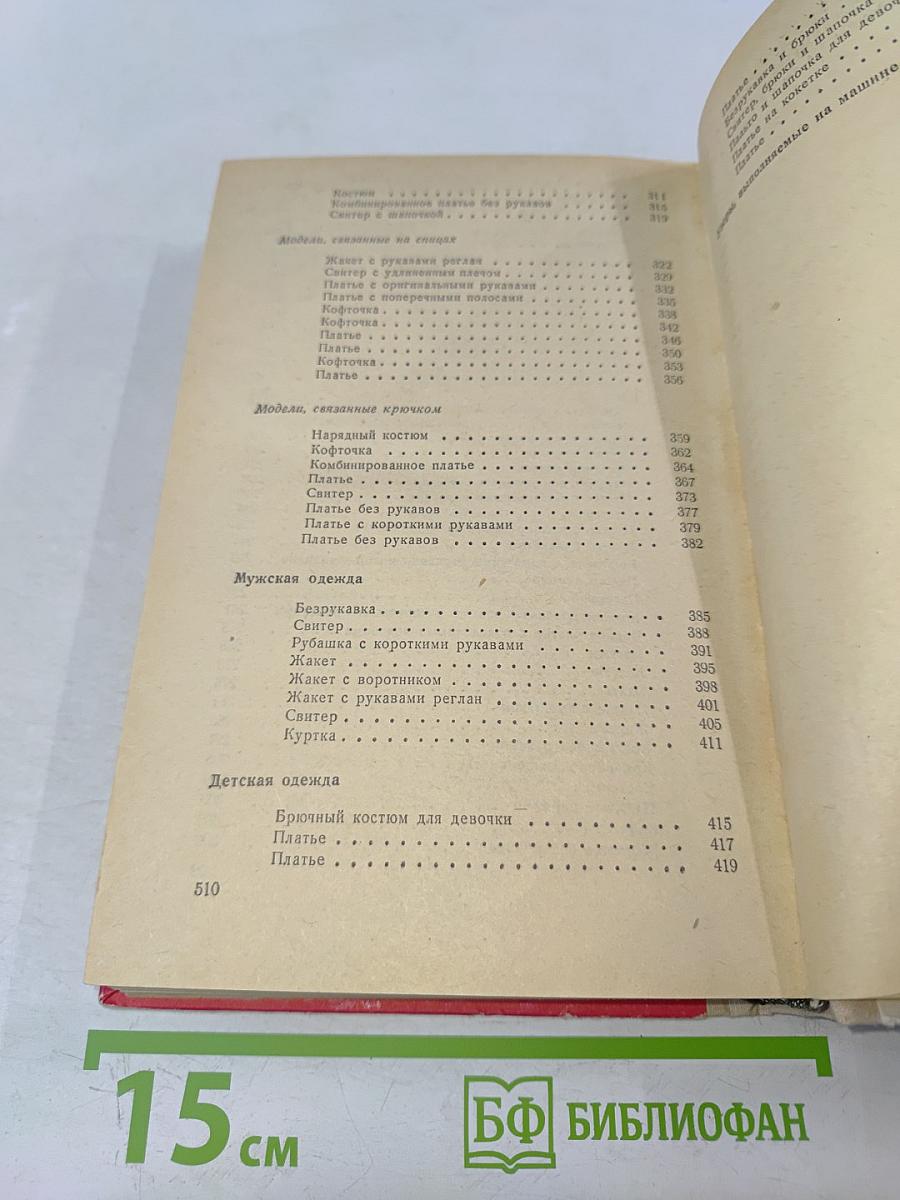 Костюм . . . . . . . . . . . . . . . . . . . . 311
Комбинированное платье без рукавов . . . . . . 315
Свитер с шапочкой . . . . . . . . . . . . . . . 319
Модели, связанные на спицах
Жакет с рукавами реглан . . . . . . . . . . . . 322
Свитер с удлиненным плечом . . . . . . . . . . . 329
Платье с оригинальными рукавами . . . . . . . . 332
Платье с поперечными полосами . . . . . . . . . 335
Кофточка . . . . . . . . . . . . . . . . . . . . 338
Кофточка . . . . . . . . . . . . . . . . . . . . 342
Платье . . . . . . . . . . . . . . . . . . . . . 346
Платье . . . . . . . . . . . . . . . . . . . . . 350
Кофточка . . . . . . . . . . . . . . . . . . . . 353
Платье . . . . . . . . . . . . . . . . . . . . . 356
Модели, связанные крючком
Нарядный костюм . . . . . . . . . . . . . . . . 359
Кофточка . . . . . . . . . . . . . . . . . . . . 362
Комбинированное платье . . . . . . . . . . . . . 364
Платье . . . . . . . . . . . . . . . . . . . . . 367
Свитер . . . . . . . . . . . . . . . . . . . . . 373
Платье без рукавов . . . . . . . . . . . . . . . 377
Платье с короткими рукавами . . . . . . . . . . 379
Платье без рукавов . . . . . . . . . . . . . . . 382
Мужская одежда
Безрукавка . . . . . . . . . . . . . . . . . . . 385
Свитер . . . . . . . . . . . . . . . . . . . . . 388
Рубашка с короткими рукавами . . . . . . . . . . 391
Жакет . . . . . . . . . . . . . . . . . . . . . 395
Жакет с воротником . . . . . . . . . . . . . . . 398
Жакет с рукавами реглан . . . . . . . . . . . . 401
Свитер . . . . . . . . . . . . . . . . . . . . . 405
Куртка . . . . . . . . . . . . . . . . . . . . . 411
Детская одежда
Брючный костюм для девочки . . . . . . . . . . . 415
Платье . . . . . . . . . . . . . . . . . . . . . 417
Платье . . . . . . . . . . . . . . . . . . . . . 419
510
Платье . . . . .
Безрукавка и брюки . . .
Свитер, брюки и шапочка
Пальто и шапочка для девоч
Платье на кокетке . . . .
Платье . . . . . .
выполняемые на машине
15 см
БФ БИБЛИОФАН